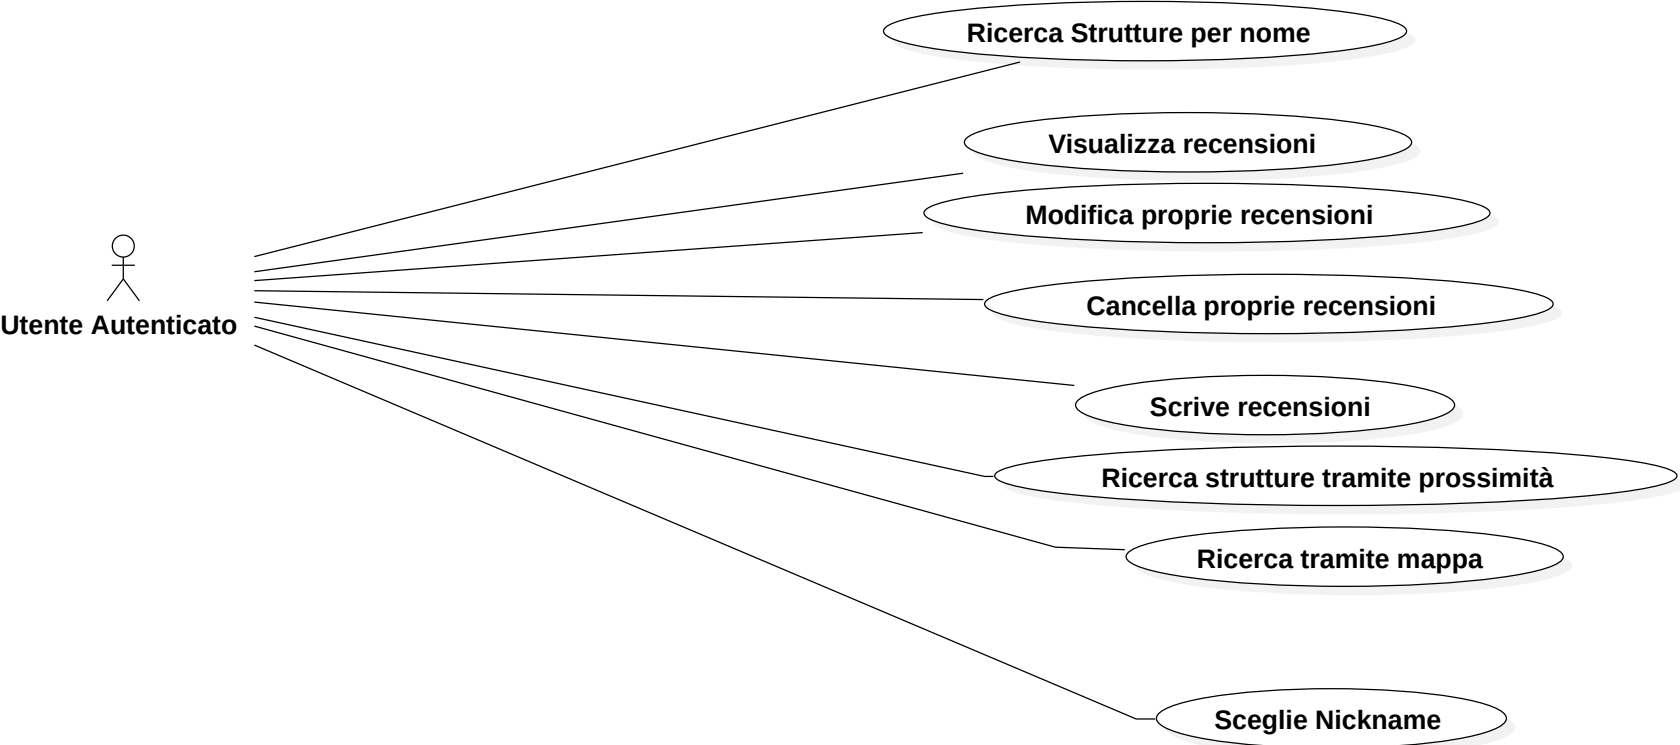 Ricerca Strutture per nome
Visualizza recensioni
Modifica proprie recensioni
Cancella proprie recensioni
Utente Autenticato
Scrive recensioni
Ricerca strutture tramite prossimità
Ricerca tramite mappa
Sceglie Nickname